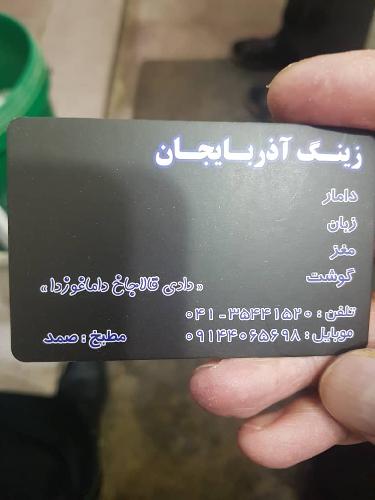 زینگ آذربایجان
دامار
زبان
مغز
گوشت
« دادی قالاجاخ داماغوزدا »
تلفن : ۳۵۴۴۱۵۲۰ - ۰۴۱
موبایل : ۰۹۱۴۴۰۶۵۶۹۸
مطبخ : صمد